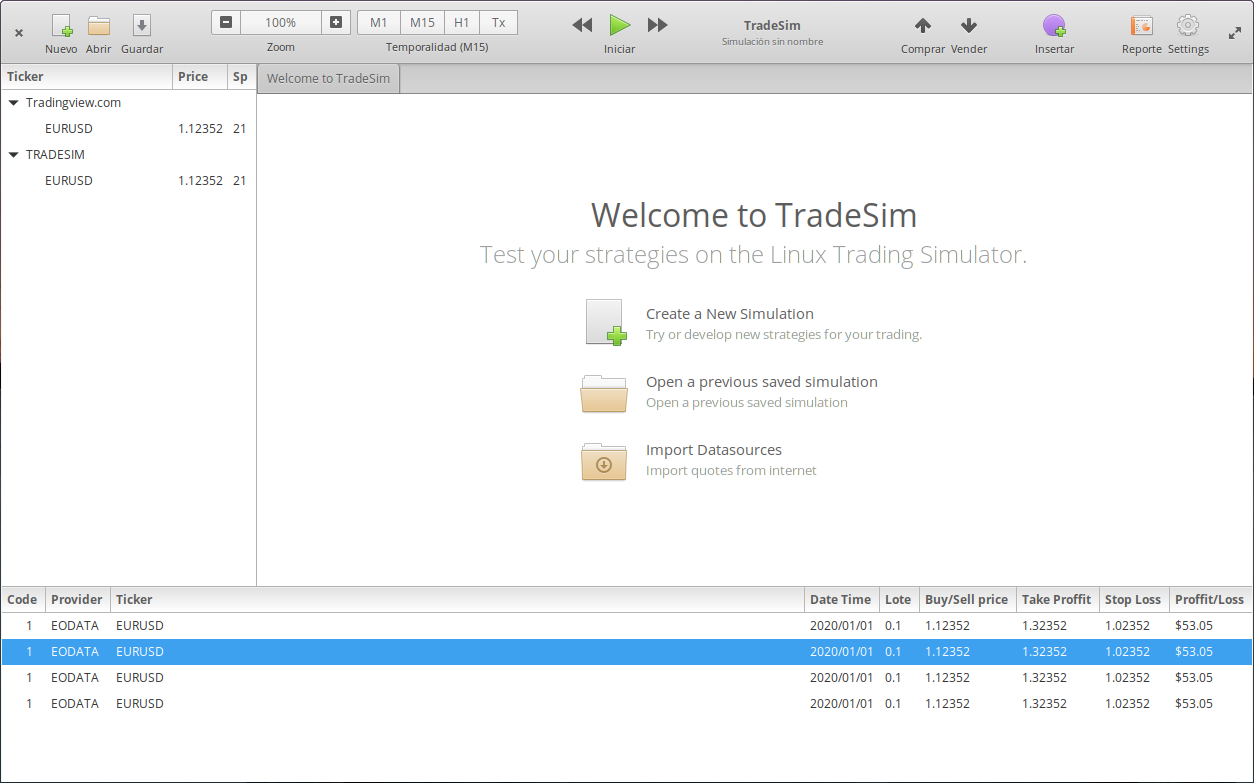 Nuevo Abrir Guardar
100%
Zoom
M1 M15 H1 Tx
Temporalidad (M15)
Iniciar
TradeSim
Simulación sin nombre
Comprar Vender
Insertar
Reporte Settings
Ticker Price Sp
Tradingview.com
EURUSD 1.12352 21
TRADESIM
EURUSD 1.12352 21
Welcome to TradeSim
Welcome to TradeSim
Test your strategies on the Linux Trading Simulator.
Create a New Simulation
Try or develop new strategies for your trading.
Open a previous saved simulation
Open a previous saved simulation
Import Datasources
Import quotes from internet
Code Provider Ticker Date Time Lote Buy/Sell price Take Proffit Stop Loss Proffit/Loss
1 EODATA EURUSD 2020/01/01 0.1 1.12352 1.32352 1.02352 $53.05
1 EODATA EURUSD 2020/01/01 0.1 1.12352 1.32352 1.02352 $53.05
1 EODATA EURUSD 2020/01/01 0.1 1.12352 1.32352 1.02352 $53.05
1 EODATA EURUSD 2020/01/01 0.1 1.12352 1.32352 1.02352 $53.05